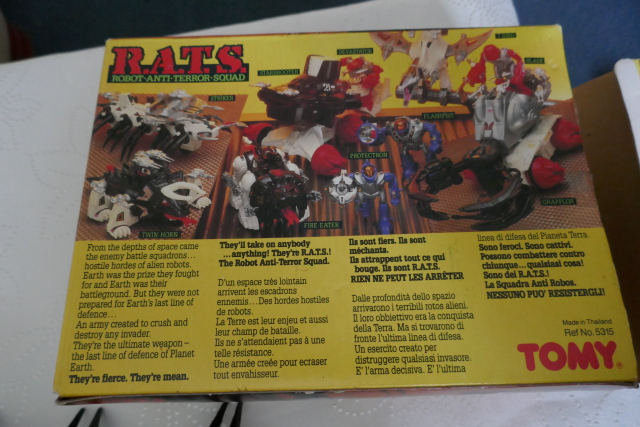 R.A.T.S.
ROBOT·ANTI·TERROR·SQUAD
STARSHOOTER
DEVASTATOR
BLAZE
STRIKER
FLASHFIST
PROTECTRON
TWIN HORN
FIRE EATER
GRAPPLOR
From the depths of space came
the enemy battle squadrons...
hostile hordes of alien robots.
Earth was the prize they fought
for and Earth was their
battleground. But they were not
prepared for Earth's last line of
defence...
An army created to crush and
destroy any invader.
They're the ultimate weapon –
the last line of defence of Planet
Earth.
They're fierce. They're mean.
They'll take on anybody
...anything! They're R.A.T.S.!
The Robot Anti-Terror Squad.
D'un espace très lointain
arrivent les escadrons
ennemis...Des hordes hostiles
de robots.
La Terre est leur enjeu et aussi
leur champ de bataille.
Ils ne s'attendaient pas à une
telle résistance.
Une armée créée pour ecraser
tout envahisseur.
Ils sont fiers. Ils sont
méchants.
Ils attrappent tout ce qui
bouge. Ils sont R.A.T.S.
RIEN NE PEUT LES ARRÊTER
Dalle profondità dello spazio
arrivarono i terribili rotos alieni.
Il loro obbiettivo era la conquista
della Terra. Ma si trovarono di
fronte l'ultima linea di difesa.
Un esercito creato per
distruggere qualsiasi invasore.
E' l'arma decisiva. E' l'ultima
linea di difesa del Pianeta Terra.
Sono feroci. Sono cattivi.
Possono combattere contro
chiunque...qualsiasi cosa!
Sono dei R.A.T.S.!
La Squadra Anti Robos.
NESSUNO PUO' RESISTERGLI!
Made in Thailand
Ref No. 5315
TOMY